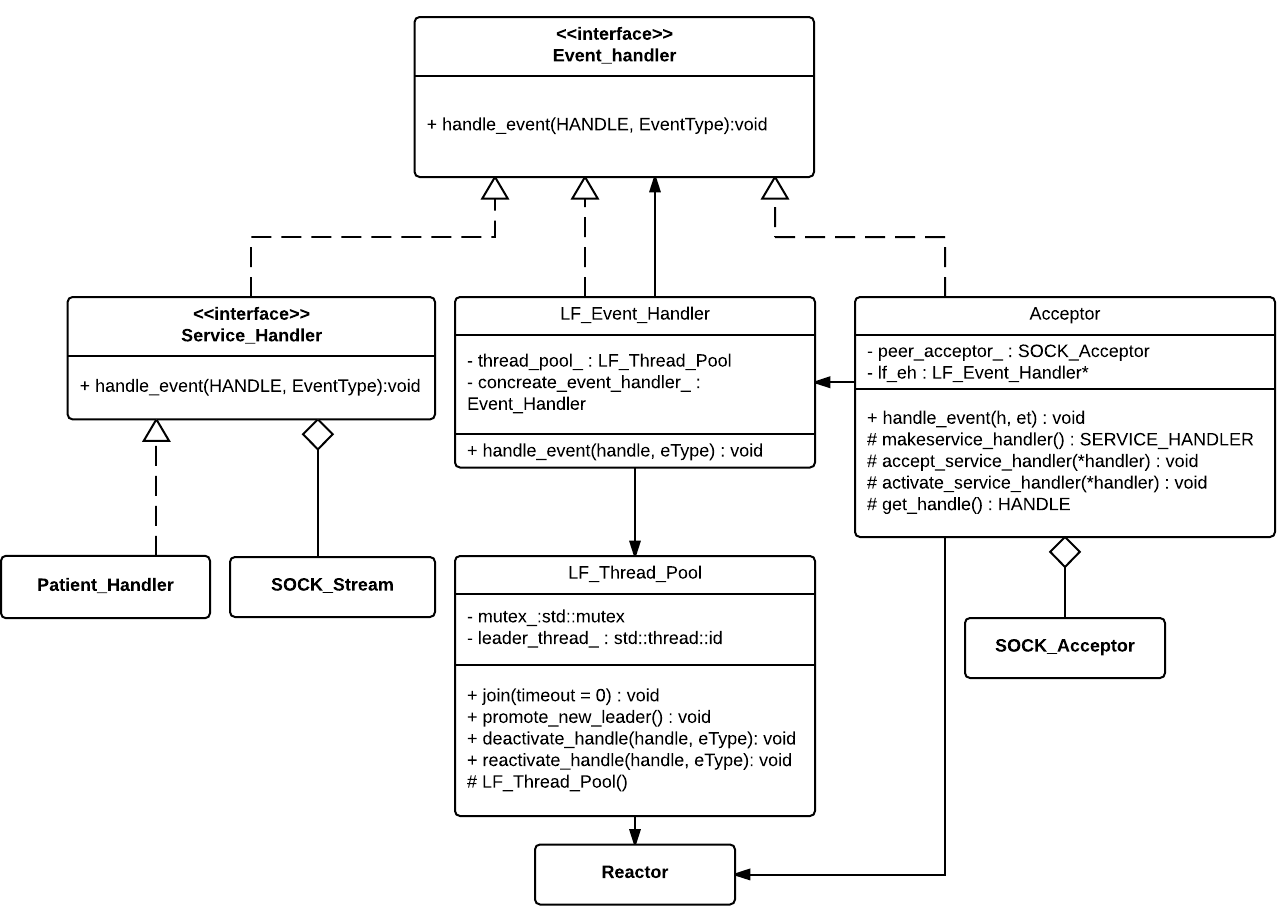 <<interface>>
Event_handler
+ handle_event(HANDLE, EventType):void
<<interface>>
Service_Handler
+ handle_event(HANDLE, EventType):void
LF_Event_Handler
- thread_pool_ : LF_Thread_Pool
- concreate_event_handler_ :
Event_Handler
+ handle_event(handle, eType) : void
Acceptor
- peer_acceptor_ : SOCK_Acceptor
- lf_eh : LF_Event_Handler*
+ handle_event(h, et) : void
# makeservice_handler() : SERVICE_HANDLER
# accept_service_handler(*handler) : void
# activate_service_handler(*handler) : void
# get_handle() : HANDLE
Patient_Handler
SOCK_Stream
LF_Thread_Pool
- mutex_:std::mutex
- leader_thread_ : std::thread::id
+ join(timeout = 0) : void
+ promote_new_leader() : void
+ deactivate_handle(handle, eType): void
+ reactivate_handle(handle, eType): void
# LF_Thread_Pool()
SOCK_Acceptor
Reactor